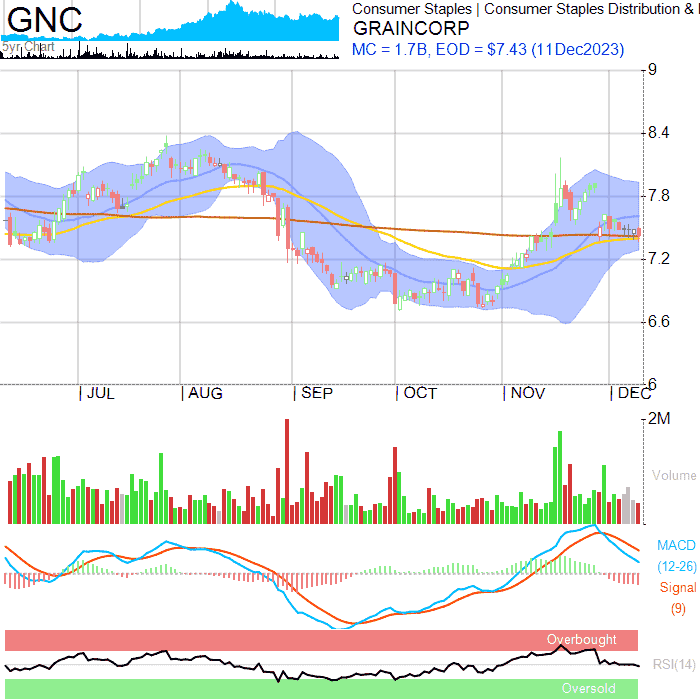 GNC
5yr Chart
Consumer Staples | Consumer Staples Distribution &
GRAINCORP
MC = 1.7B, EOD = $7.43 (11Dec2023)
9
8.4
7.8
7.2
6.6
6
JUL
AUG
SEP
OCT
NOV
DEC
2M
Volume
MACD
(12-26)
Signal
(9)
Overbought
RSI(14)
Oversold